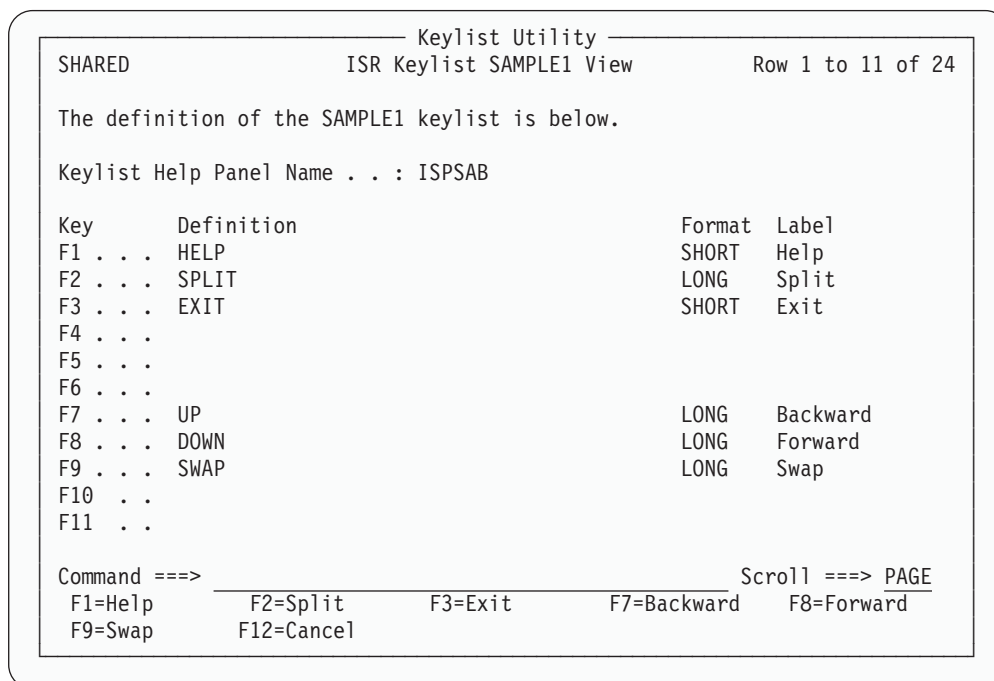 Keylist Utility
SHARED ISR Keylist SAMPLE1 View Row 1 to 11 of 24
The definition of the SAMPLE1 keylist is below.
Keylist Help Panel Name . . : ISPSAB
Key Definition Format Label
F1 . . . HELP SHORT Help
F2 . . . SPLIT LONG Split
F3 . . . EXIT SHORT Exit
F4 . . .
F5 . . .
F6 . . .
F7 . . . UP LONG Backward
F8 . . . DOWN LONG Forward
F9 . . . SWAP LONG Swap
F10 . .
F11 . .
Command ===> Scroll ===> PAGE
F1=Help F2=Split F3=Exit F7=Backward F8=Forward
F9=Swap F12=Cancel